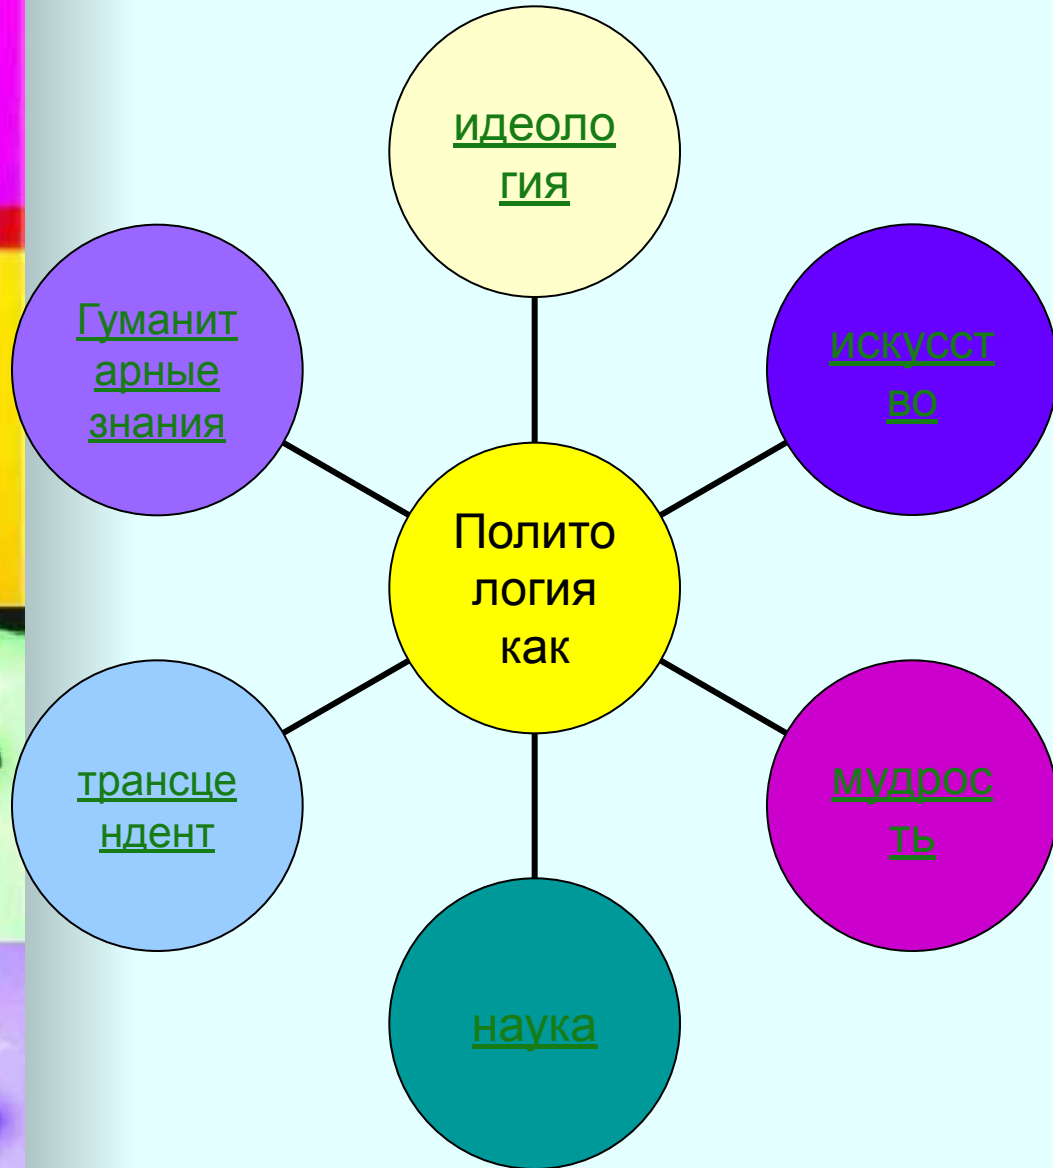 идеоло
гия
Гуманит
арные
знания
искусст
во
Полито
логия
как
трансце
ндент
мудрос
ть
наука